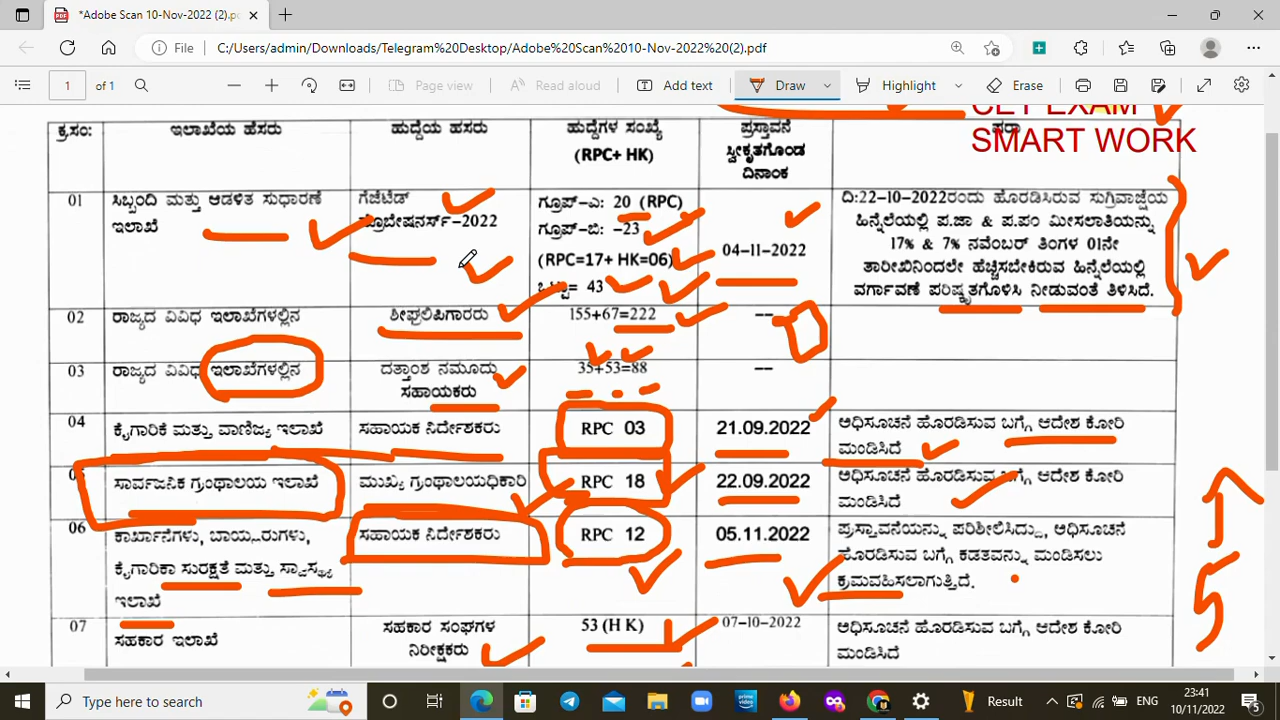 *Adobe Scan 10-Nov-2022 (2).p
File C:/Users/admin/Downloads/Telegram%20Desktop/Adobe%20Scan%2010-Nov-2022%20(2).pdf
1 of 1 Page view Read aloud Add text Draw Highlight Erase
CET EXAM
SMART WORK
ಕ್ರ.ಸಂ: ಇಲಾಖೆಯ ಹೆಸರು ಹುದ್ದೆಯ ಹೆಸರು ಹುದ್ದೆಗಳ ಸಂಖ್ಯೆ ಪ್ರಸ್ತಾವನೆ ಷರಾ
(RPC+ HK) ಸ್ವೀಕೃತಗೊಂಡ
ದಿನಾಂಕ
01 ಸಿಬ್ಬಂದಿ ಮತ್ತು ಆಡಳಿತ ಸುಧಾರಣೆ ಗೆಜೆಟೆಡ್ ಗ್ರೂಪ್-ಎ: 20 (RPC) ದಿ:22-10-2022ರಂದು ಹೊರಡಿಸಿರುವ ಸುಗ್ರಿವಾಜ್ಞೆಯ
ಇಲಾಖೆ ಪ್ರೊಬೇಷನರ್ಸ್-2022 ಗ್ರೂಪ್-ಬಿ: -23 ಹಿನ್ನೆಲೆಯಲ್ಲಿ ಪ.ಜಾ & ಪ.ಪಂ ಮೀಸಲಾತಿಯನ್ನು
(RPC=17+ HK=06) 04-11-2022 17% & 7% ನವೆಂಬರ್ ತಿಂಗಳ 01ನೇ
ಒಟ್ಟು= 43 ತಾರೀಖಿನಿಂದಲೇ ಹೆಚ್ಚಿಸಬೇಕಿರುವ ಹಿನ್ನೆಲೆಯಲ್ಲಿ
ವರ್ಗಾವಣೆ ಪರಿಷ್ಕೃತಗೊಳಿಸಿ ನೀಡುವಂತೆ ತಿಳಿಸಿದೆ.
02 ರಾಜ್ಯದ ವಿವಿಧ ಇಲಾಖೆಗಳಲ್ಲಿನ ಶೀಘ್ರಲಿಪಿಗಾರರು 155+67=222 --
03 ರಾಜ್ಯದ ವಿವಿಧ ಇಲಾಖೆಗಳಲ್ಲಿನ ದತ್ತಾಂಶ ನಮೂದು 35+53=88 --
ಸಹಾಯಕರು
04 ಕೈಗಾರಿಕೆ ಮತ್ತು ವಾಣಿಜ್ಯ ಇಲಾಖೆ ಸಹಾಯಕ ನಿರ್ದೇಶಕರು RPC 03 21.09.2022 ಅಧಿಸೂಚನೆ ಹೊರಡಿಸುವ ಬಗ್ಗೆ ಆದೇಶ ಕೋರಿ
ಮಂಡಿಸಿದೆ
ಸಾರ್ವಜನಿಕ ಗ್ರಂಥಾಲಯ ಇಲಾಖೆ ಮುಖ್ಯ ಗ್ರಂಥಾಲಯಧಿಕಾರಿ RPC 18 22.09.2022 ಅಧಿಸೂಚನೆ ಹೊರಡಿಸುವ ಬಗ್ಗೆ ಆದೇಶ ಕೋರಿ
ಮಂಡಿಸಿದೆ
06 ಕಾರ್ಖಾನೆಗಳು, ಬಾಯ್ಲರುಗಳು, ಸಹಾಯಕ ನಿರ್ದೇಶಕರು RPC 12 05.11.2022 ಪ್ರಸ್ತಾವನೆಯನ್ನು ಪರಿಶೀಲಿಸಿದ್ದು, ಅಧಿಸೂಚನೆ
ಕೈಗಾರಿಕಾ ಸುರಕ್ಷತೆ ಮತ್ತು ಸ್ವಾಸ್ಥ್ಯ ಹೊರಡಿಸುವ ಬಗ್ಗೆ ಕಡತವನ್ನು ಮಂಡಿಸಲು
ಇಲಾಖೆ ಕ್ರಮವಹಿಸಲಾಗುತ್ತಿದೆ.
07 ಸಹಕಾರ ಇಲಾಖೆ ಸಹಕಾರ ಸಂಘಗಳ 53 (H K) 07-10-2022 ಅಧಿಸೂಚನೆ ಹೊರಡಿಸುವ ಬಗ್ಗೆ ಆದೇಶ ಕೋರಿ
ನಿರೀಕ್ಷಕರು ಮಂಡಿಸಿದೆ
Type here to search Result ENG 23:41
10/11/2022 5